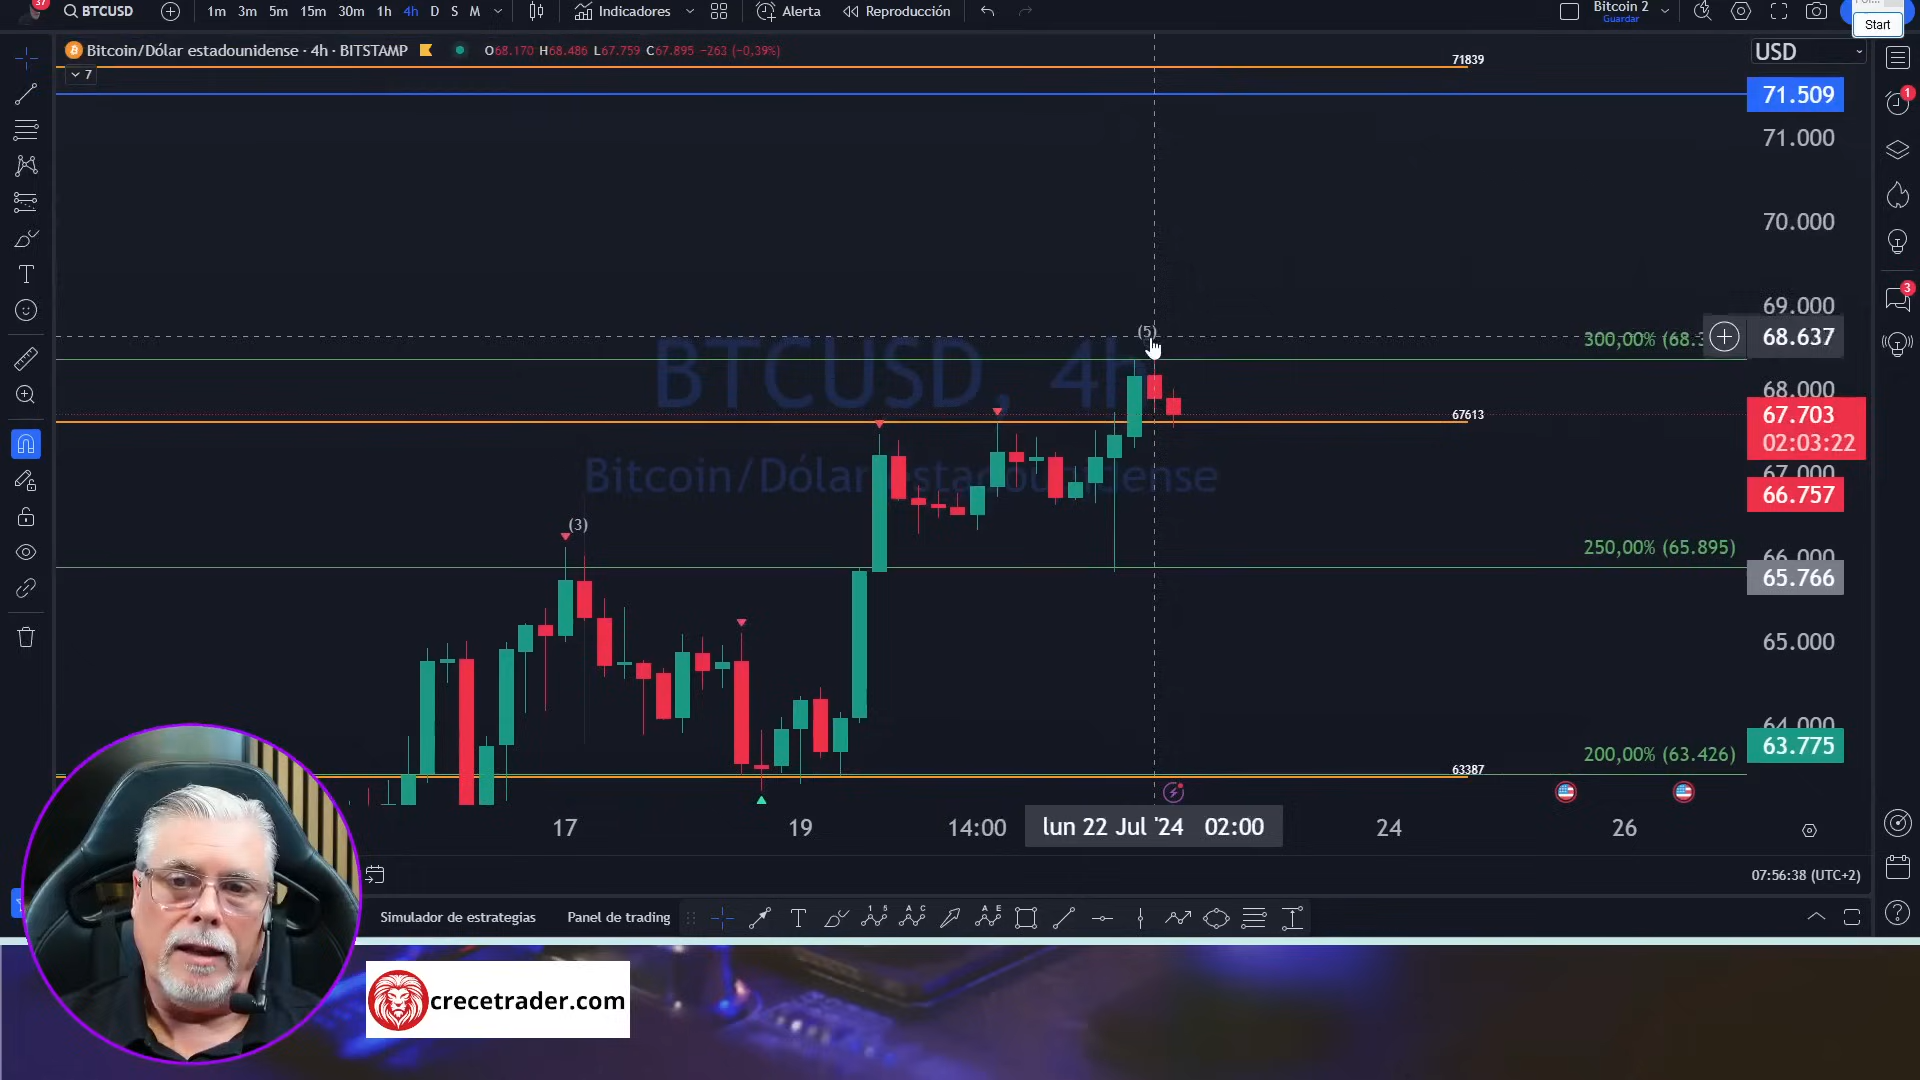 37
BTCUSD
1m 3m 5m 15m 30m 1h 4h D S M
Indicadores
Alerta
Reproducción
Bitcoin 2
Guardar
Start
Bitcoin/Dólar estadounidense · 4h · BITSTAMP
O68.170 H68.486 L67.759 C67.895 −263 (−0,39%)
7
USD
71839
71.509
71.000
70.000
69.000
(5)
300,00% (68.3
68.637
BTCUSD, 4h
68.000
67613
67.703
02:03:22
67.000
66.757
Bitcoin/Dólar estadounidense
(3)
250,00% (65.895)
66.000
65.766
65.000
64.000
200,00% (63.426)
63.775
63387
17
19
14:00
lun 22 Jul '24 02:00
24
26
1
3
07:56:38 (UTC+2)
Simulador de estrategias
Panel de trading
crecetrader.com